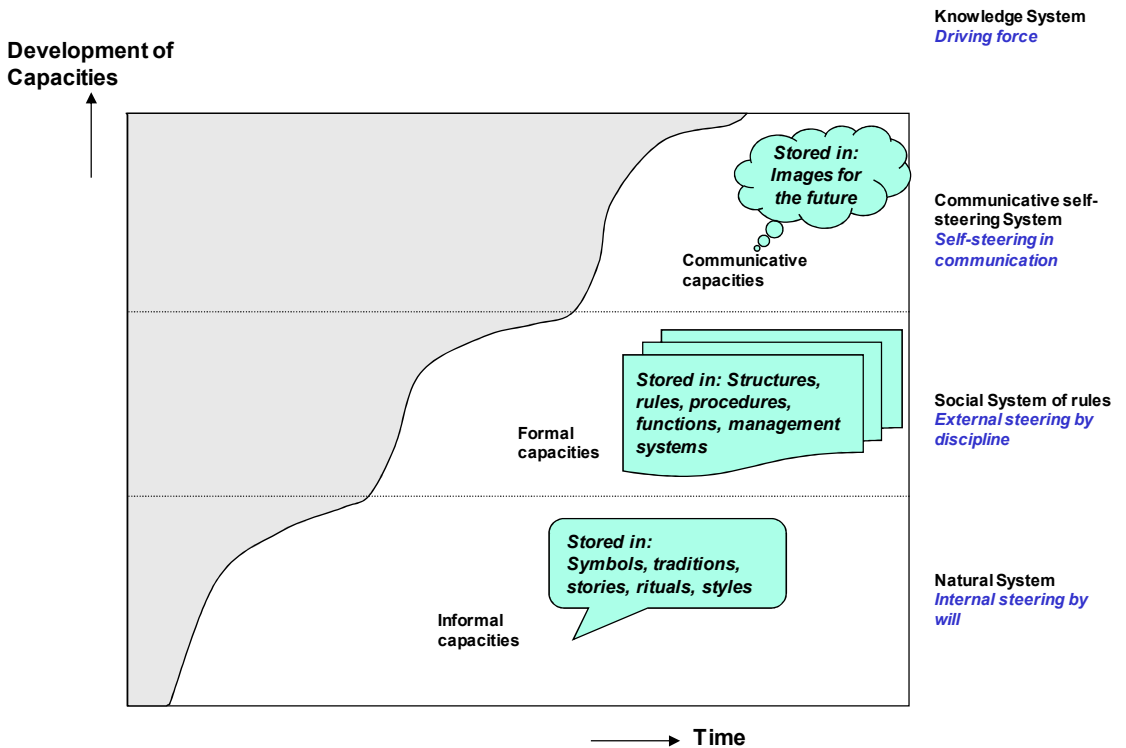 Knowledge System
Driving force
Development of
Capacities
Stored in:
Images for
the future
Communicative self-
steering System
Self-steering in
communication
Communicative
capacities
Stored in: Structures,
rules, procedures,
functions, management
systems
Social System of rules
External steering by
discipline
Formal
capacities
Stored in:
Symbols, traditions,
stories, rituals, styles
Natural System
Internal steering by
will
Informal
capacities
Time